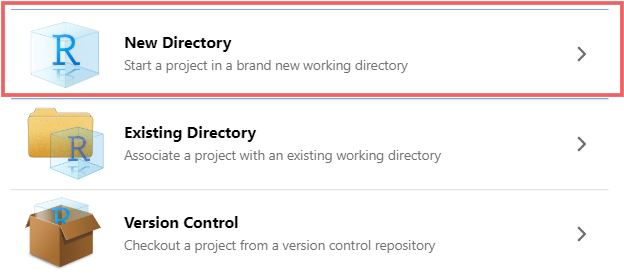 R
New Directory
Start a project in a brand new working directory
R
Existing Directory
Associate a project with an existing working directory
R
Version Control
Checkout a project from a version control repository